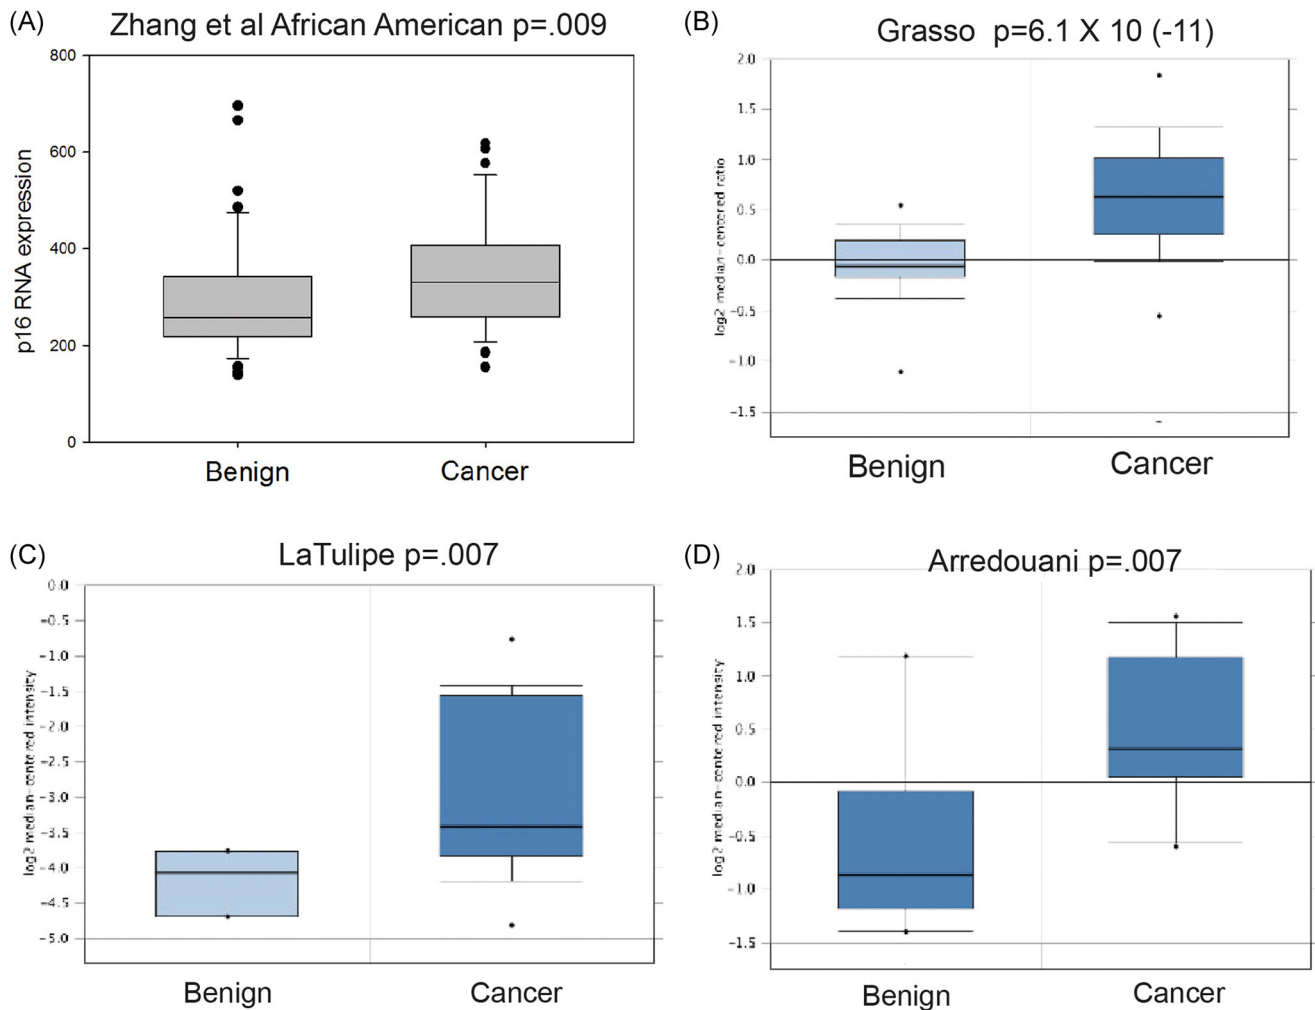 (A) Zhang et al African American p=.009
800
600
400
200
0
p16 RNA expression
Benign Cancer
(B) Grasso p=6.1 X 10 (-11)
2.0
1.5
1.0
0.5
0.0
-0.5
-1.0
-1.5
log2 median-centered ratio
Benign Cancer
(C) LaTulipe p=.007
0.0
-0.5
-1.0
-1.5
-2.0
-2.5
-3.0
-3.5
-4.0
-4.5
-5.0
log2 median-centered intensity
Benign Cancer
(D) Arredouani p=.007
2.0
1.5
1.0
0.5
0.0
-0.5
-1.0
-1.5
log2 median-centered intensity
Benign Cancer